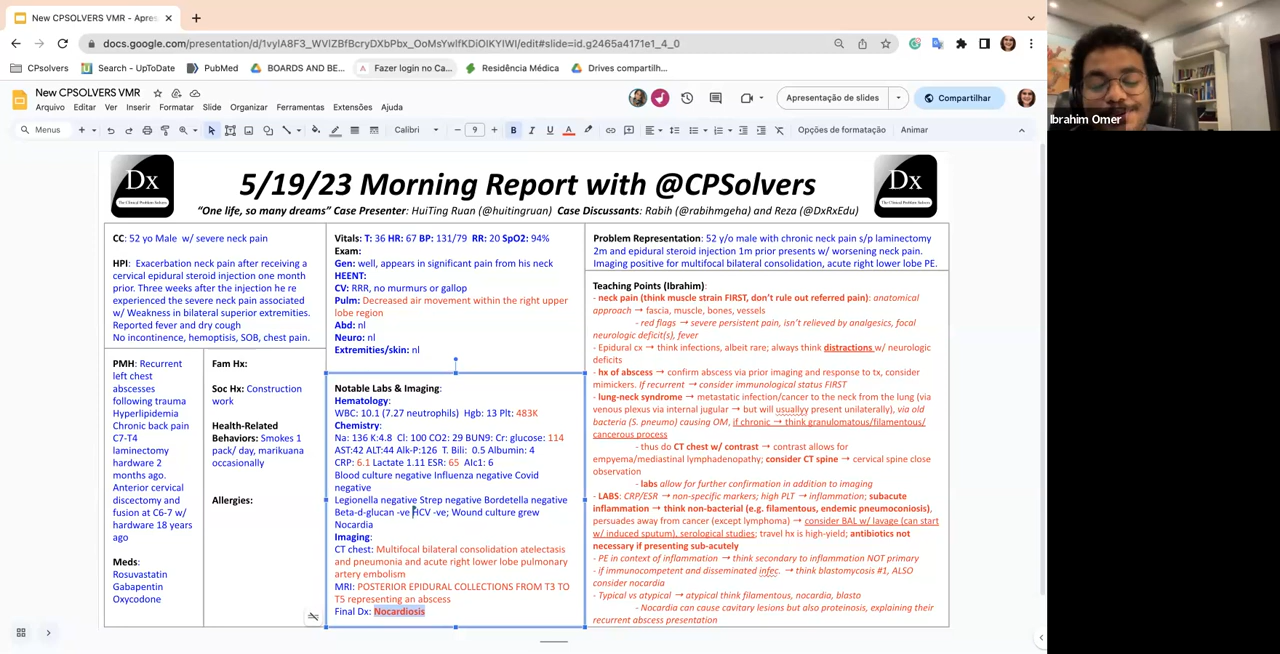 New CPSOLVERS VMR - Apres
docs.google.com/presentation/d/1vyIA8F3_WVIZBfBcryDXbPbx_OoMsYwlfKDiOIKYIWI/edit#slide=id.g2465a4171e1_4_0
CPsolvers
Search - UpToDate
PubMed
BOARDS AND BE...
Fazer login no Ca...
Residência Médica
Drives compartilh...
New CPSOLVERS VMR
Arquivo Editar Ver Inserir Formatar Slide Organizar Ferramentas Extensões Ajuda
Apresentação de slides
Compartilhar
Menus
Calibri
9
Opções de formatação
Animar
Ibrahim Omer
Dx
The Clinical Problem Solvers
5/19/23 Morning Report with @CPSolvers
“One life, so many dreams” Case Presenter: HuiTing Ruan (@huitingruan) Case Discussants: Rabih (@rabihmgeha) and Reza (@DxRxEdu)
Dx
The Clinical Problem Solvers
CC: 52 yo Male w/ severe neck pain
HPI: Exacerbation neck pain after receiving a
cervical epidural steroid injection one month
prior. Three weeks after the injection he re
experienced the severe neck pain associated
w/ Weakness in bilateral superior extremities.
Reported fever and dry cough
No incontinence, hemoptisis, SOB, chest pain.
PMH: Recurrent
left chest
abscesses
following trauma
Hyperlipidemia
Chronic back pain
C7-T4
laminectomy
hardware 2
months ago.
Anterior cervical
discectomy and
fusion at C6-7 w/
hardware 18 years
ago
Meds:
Rosuvastatin
Gabapentin
Oxycodone
Fam Hx:
Soc Hx: Construction
work
Health-Related
Behaviors: Smokes 1
pack/ day, marikuana
occasionally
Allergies:
Vitals: T: 36 HR: 67 BP: 131/79 RR: 20 SpO2: 94%
Exam:
Gen: well, appears in significant pain from his neck
HEENT:
CV: RRR, no murmurs or gallop
Pulm: Decreased air movement within the right upper
lobe region
Abd: nl
Neuro: nl
Extremities/skin: nl
Notable Labs & Imaging:
Hematology:
WBC: 10.1 (7.27 neutrophils) Hgb: 13 Plt: 483K
Chemistry:
Na: 136 K:4.8 Cl: 100 CO2: 29 BUN9: Cr: glucose: 114
AST:42 ALT:44 Alk-P:126 T. Bili: 0.5 Albumin: 4
CRP: 6.1 Lactate 1.11 ESR: 65 Alc1: 6
Blood culture negative Influenza negative Covid
negative
Legionella negative Strep negative Bordetella negative
Beta-d-glucan -ve HCV -ve; Wound culture grew
Nocardia
Imaging:
CT chest: Multifocal bilateral consolidation atelectasis
and pneumonia and acute right lower lobe pulmonary
artery embolism
MRI: POSTERIOR EPIDURAL COLLECTIONS FROM T3 TO
T5 representing an abscess
Final Dx: Nocardiosis
Problem Representation: 52 y/o male with chronic neck pain s/p laminectomy
2m and epidural steroid injection 1m prior presents w/ worsening neck pain.
Imaging positive for multifocal bilateral consolidation, acute right lower lobe PE.
Teaching Points (Ibrahim):
- neck pain (think muscle strain FIRST, don’t rule out referred pain): anatomical
approach → fascia, muscle, bones, vessels
- red flags → severe persistent pain, isn’t relieved by analgesics, focal
neurologic deficit(s), fever
- Epidural cx → think infections, albeit rare; always think distractions w/ neurologic
deficits
- hx of abscess → confirm abscess via prior imaging and response to tx, consider
mimickers. If recurrent → consider immunological status FIRST
- lung-neck syndrome → metastatic infection/cancer to the neck from the lung (via
venous plexus via internal jugular → but will usuallyy present unilaterally), via old
bacteria (S. pneumo) causing OM, if chronic → think granulomatous/filamentous/
cancerous process
- thus do CT chest w/ contrast → contrast allows for
empyema/mediastinal lymphadenopathy; consider CT spine → cervical spine close
observation
- labs allow for further confirmation in addition to imaging
- LABS: CRP/ESR → non-specific markers; high PLT → inflammation; subacute
inflammation → think non-bacterial (e.g. filamentous, endemic pneumoconiosis),
persuades away from cancer (except lymphoma) → consider BAL w/ lavage (can start
w/ induced sputum), serological studies; travel hx is high-yield; antibiotics not
necessary if presenting sub-acutely
- PE in context of inflammation → think secondary to inflammation NOT primary
- if immunocompetent and disseminated infec. → think blastomycosis #1, ALSO
consider nocardia
- Typical vs atypical → atypical think filamentous, nocardia, blasto
- Nocardia can cause cavitary lesions but also proteinosis, explaining their
recurrent abscess presentation